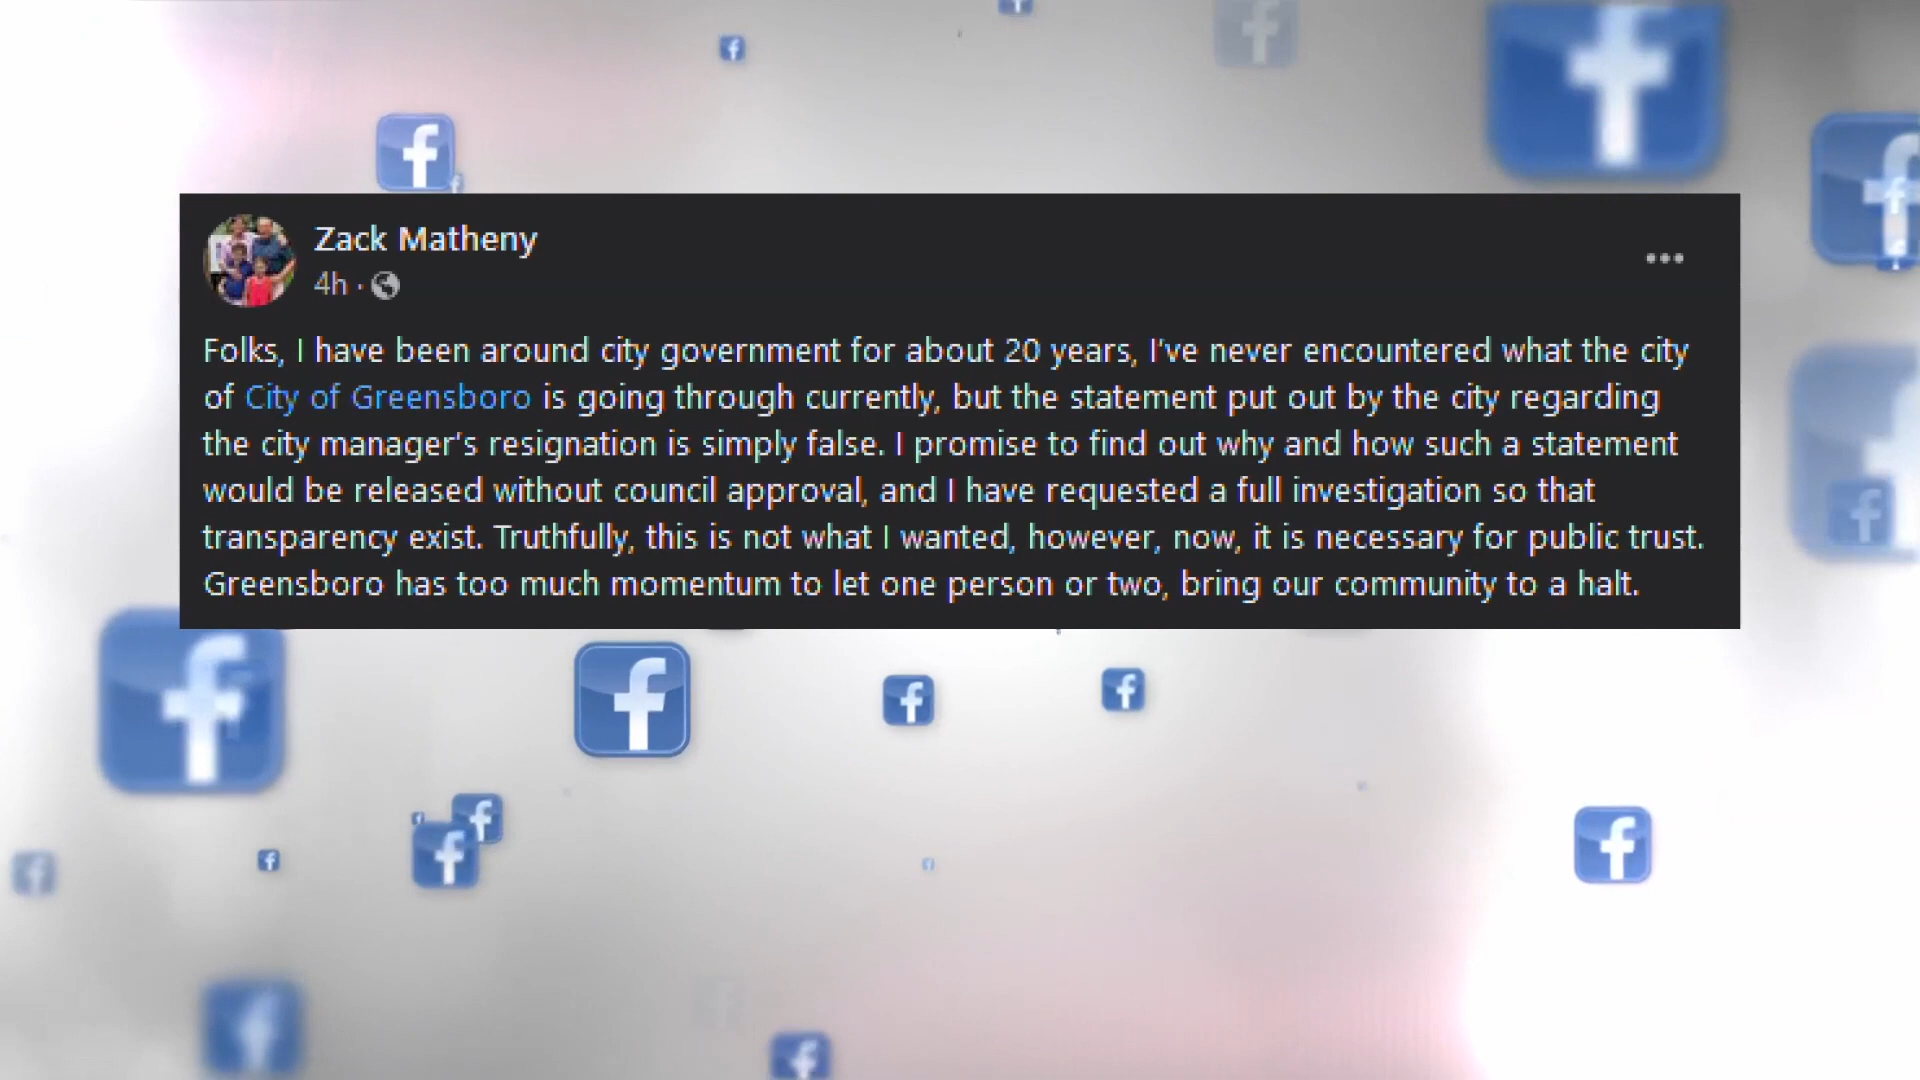 Zack Matheny
4h ·
Folks, I have been around city government for about 20 years, I've never encountered what the city
of City of Greensboro is going through currently, but the statement put out by the city regarding
the city manager's resignation is simply false. I promise to find out why and how such a statement
would be released without council approval, and I have requested a full investigation so that
transparency exist. Truthfully, this is not what I wanted, however, now, it is necessary for public trust.
Greensboro has too much momentum to let one person or two, bring our community to a halt.